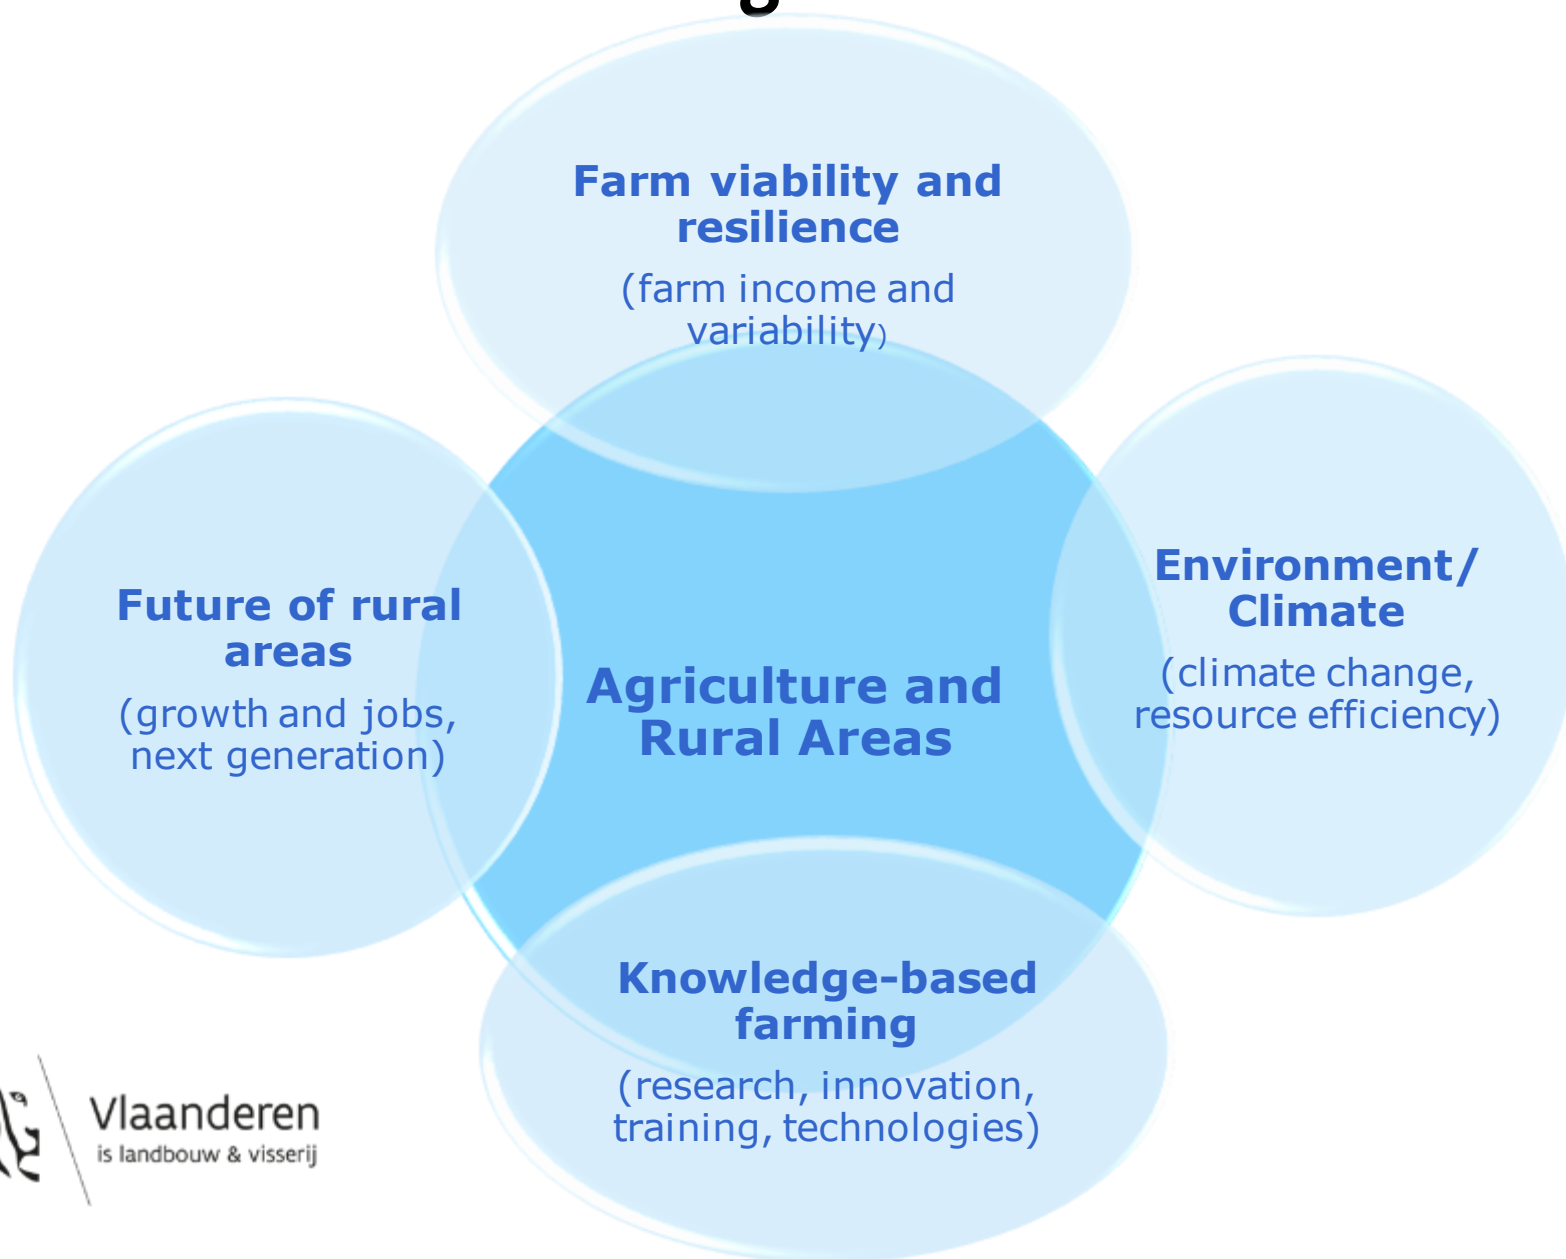 Farm viability and
resilience
(farm income and
variability)
Future of rural
areas
(growth and jobs,
next generation)
Agriculture and
Rural Areas
Environment/
Climate
(climate change,
resource efficiency)
Knowledge-based
farming
(research, innovation,
training, technologies)
Vlaanderen
is landbouw & visserij